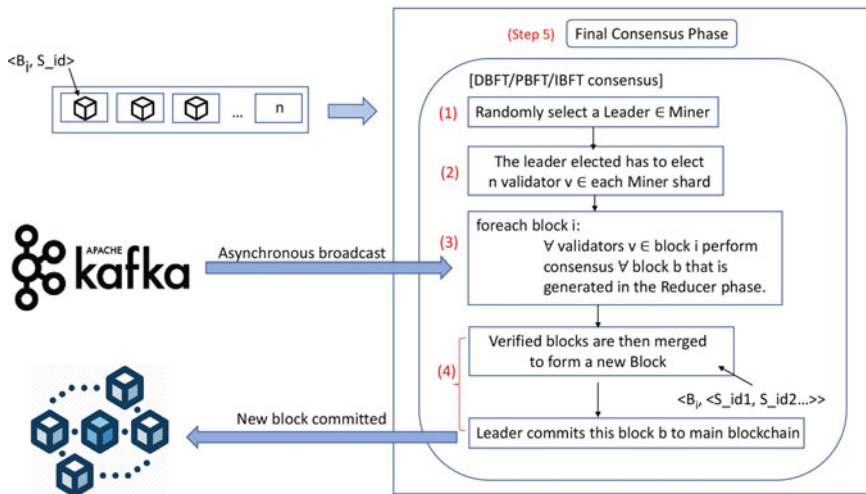 (Step 5) Final Consensus Phase
<Bi, S_id>
... n
[DBFT/PBFT/IBFT consensus]
(1) Randomly select a Leader ∈ Miner
(2) The leader elected has to elect
n validator v ∈ each Miner shard
(3) foreach block i:
∀ validators v ∈ block i perform
consensus ∀ block b that is
generated in the Reducer phase.
APACHE
kafka
Asynchronous broadcast
(4) Verified blocks are then merged
to form a new Block
<Bi, <S_id1, S_id2...>>
New block committed
Leader commits this block b to main blockchain